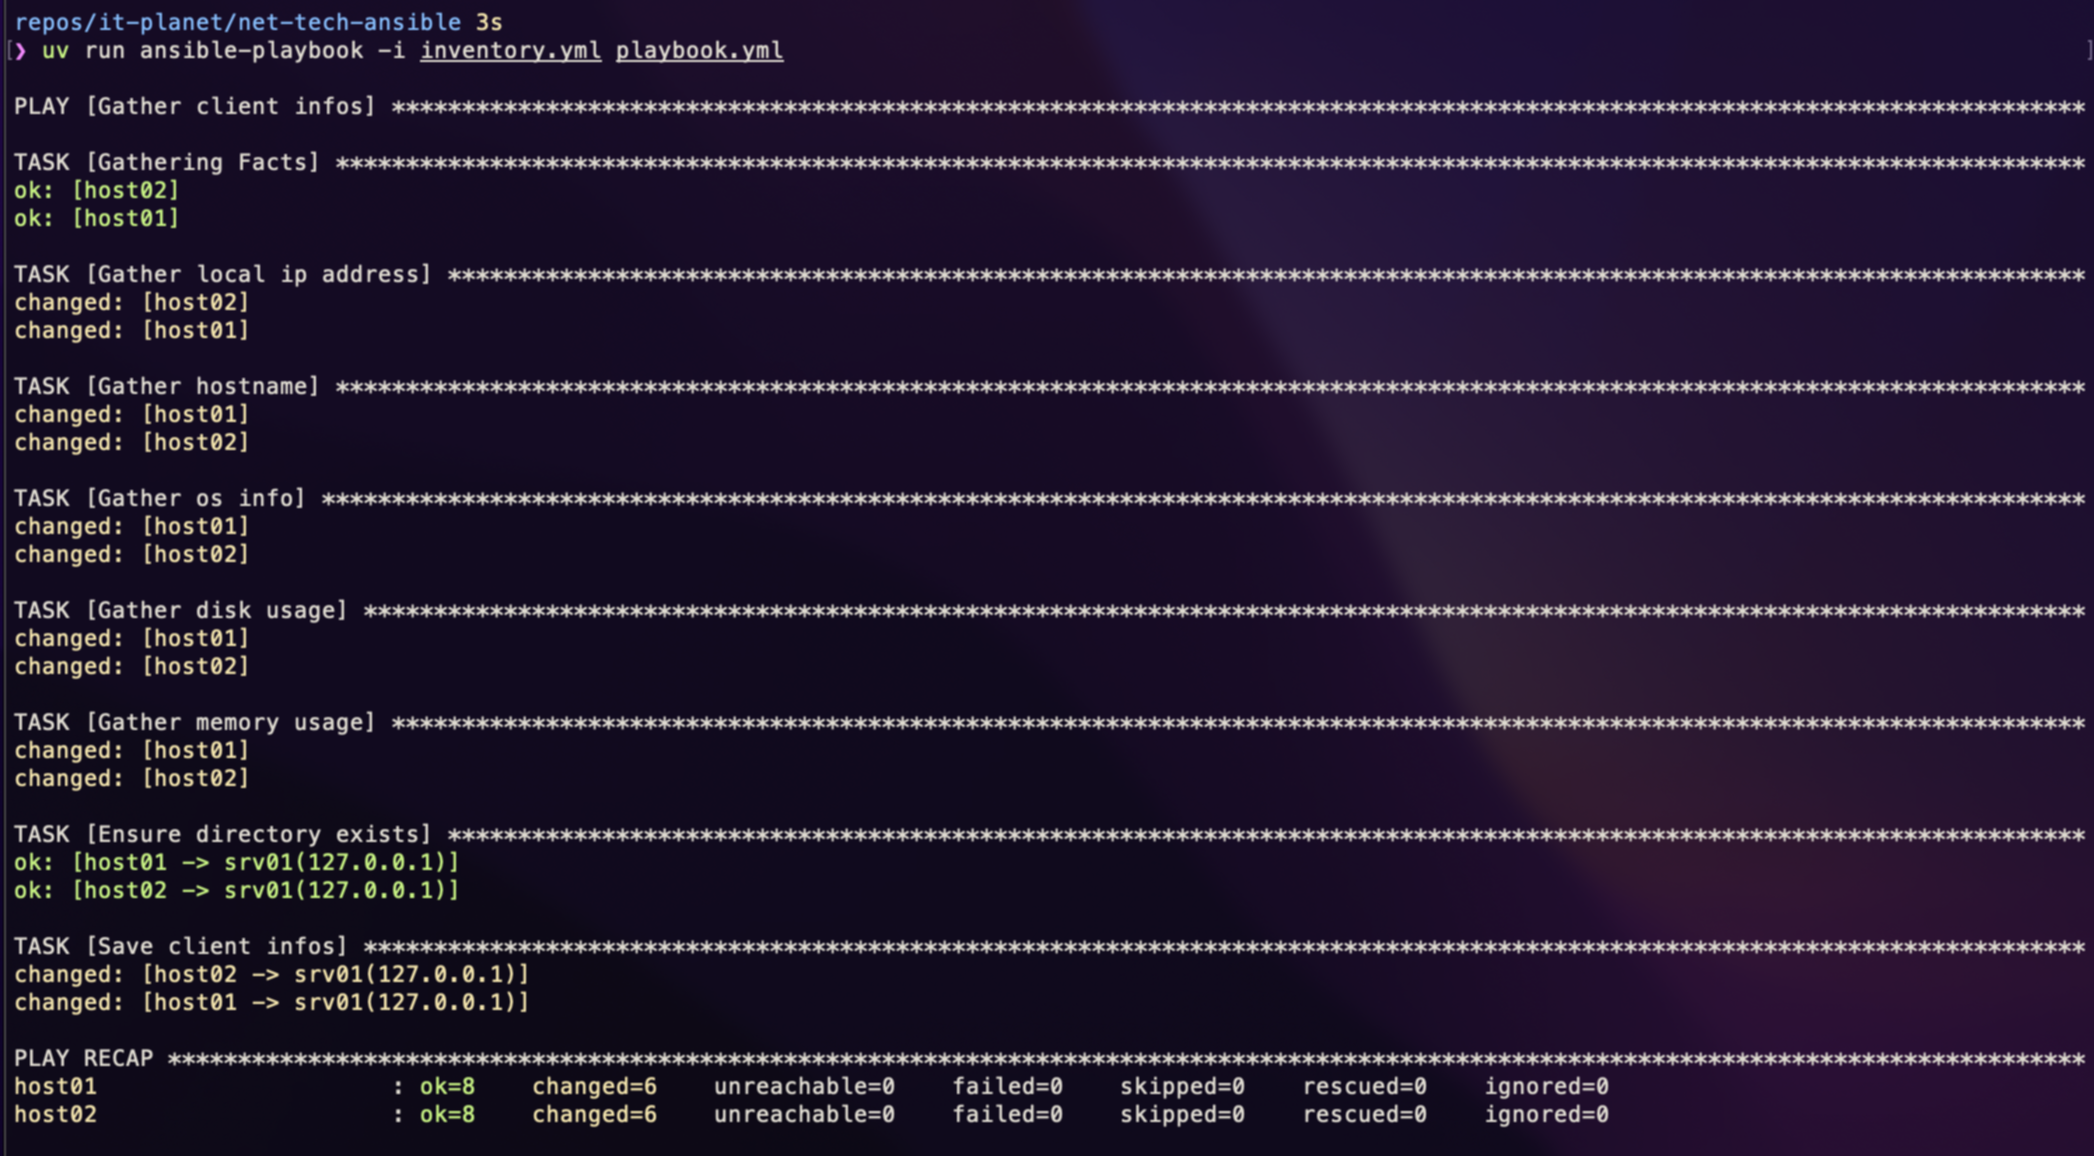 repos/it-planet/net-tech-ansible 3s
[❯ uv run ansible-playbook -i inventory.yml playbook.yml ]
PLAY [Gather client infos] *************************************************************************************************************************
TASK [Gathering Facts] *****************************************************************************************************************************
ok: [host02]
ok: [host01]
TASK [Gather local ip address] *********************************************************************************************************************
changed: [host02]
changed: [host01]
TASK [Gather hostname] *****************************************************************************************************************************
changed: [host01]
changed: [host02]
TASK [Gather os info] ******************************************************************************************************************************
changed: [host01]
changed: [host02]
TASK [Gather disk usage] ***************************************************************************************************************************
changed: [host01]
changed: [host02]
TASK [Gather memory usage] *************************************************************************************************************************
changed: [host01]
changed: [host02]
TASK [Ensure directory exists] *********************************************************************************************************************
ok: [host01 -> srv01(127.0.0.1)]
ok: [host02 -> srv01(127.0.0.1)]
TASK [Save client infos] ***************************************************************************************************************************
changed: [host02 -> srv01(127.0.0.1)]
changed: [host01 -> srv01(127.0.0.1)]
PLAY RECAP *****************************************************************************************************************************************
host01 : ok=8 changed=6 unreachable=0 failed=0 skipped=0 rescued=0 ignored=0
host02 : ok=8 changed=6 unreachable=0 failed=0 skipped=0 rescued=0 ignored=0